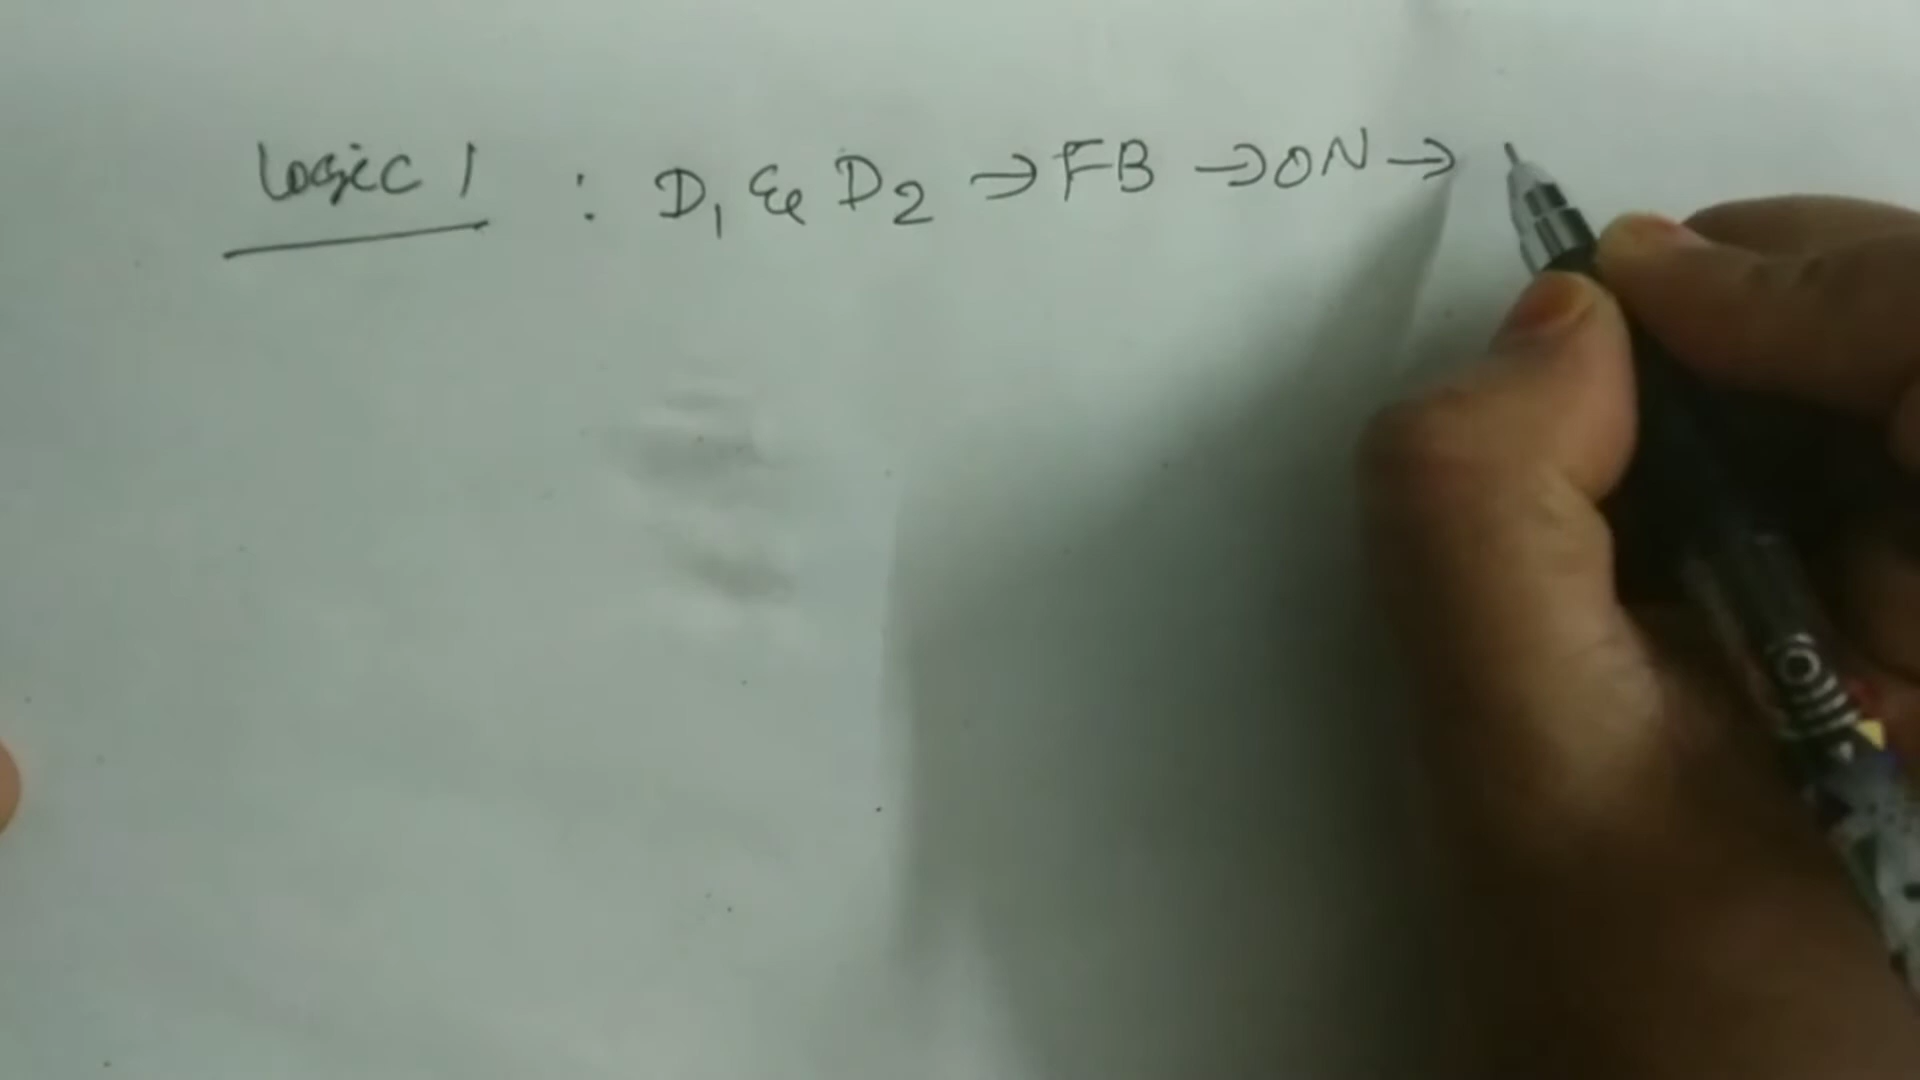 Logic 1 : D₁ & D₂ → FB → ON →